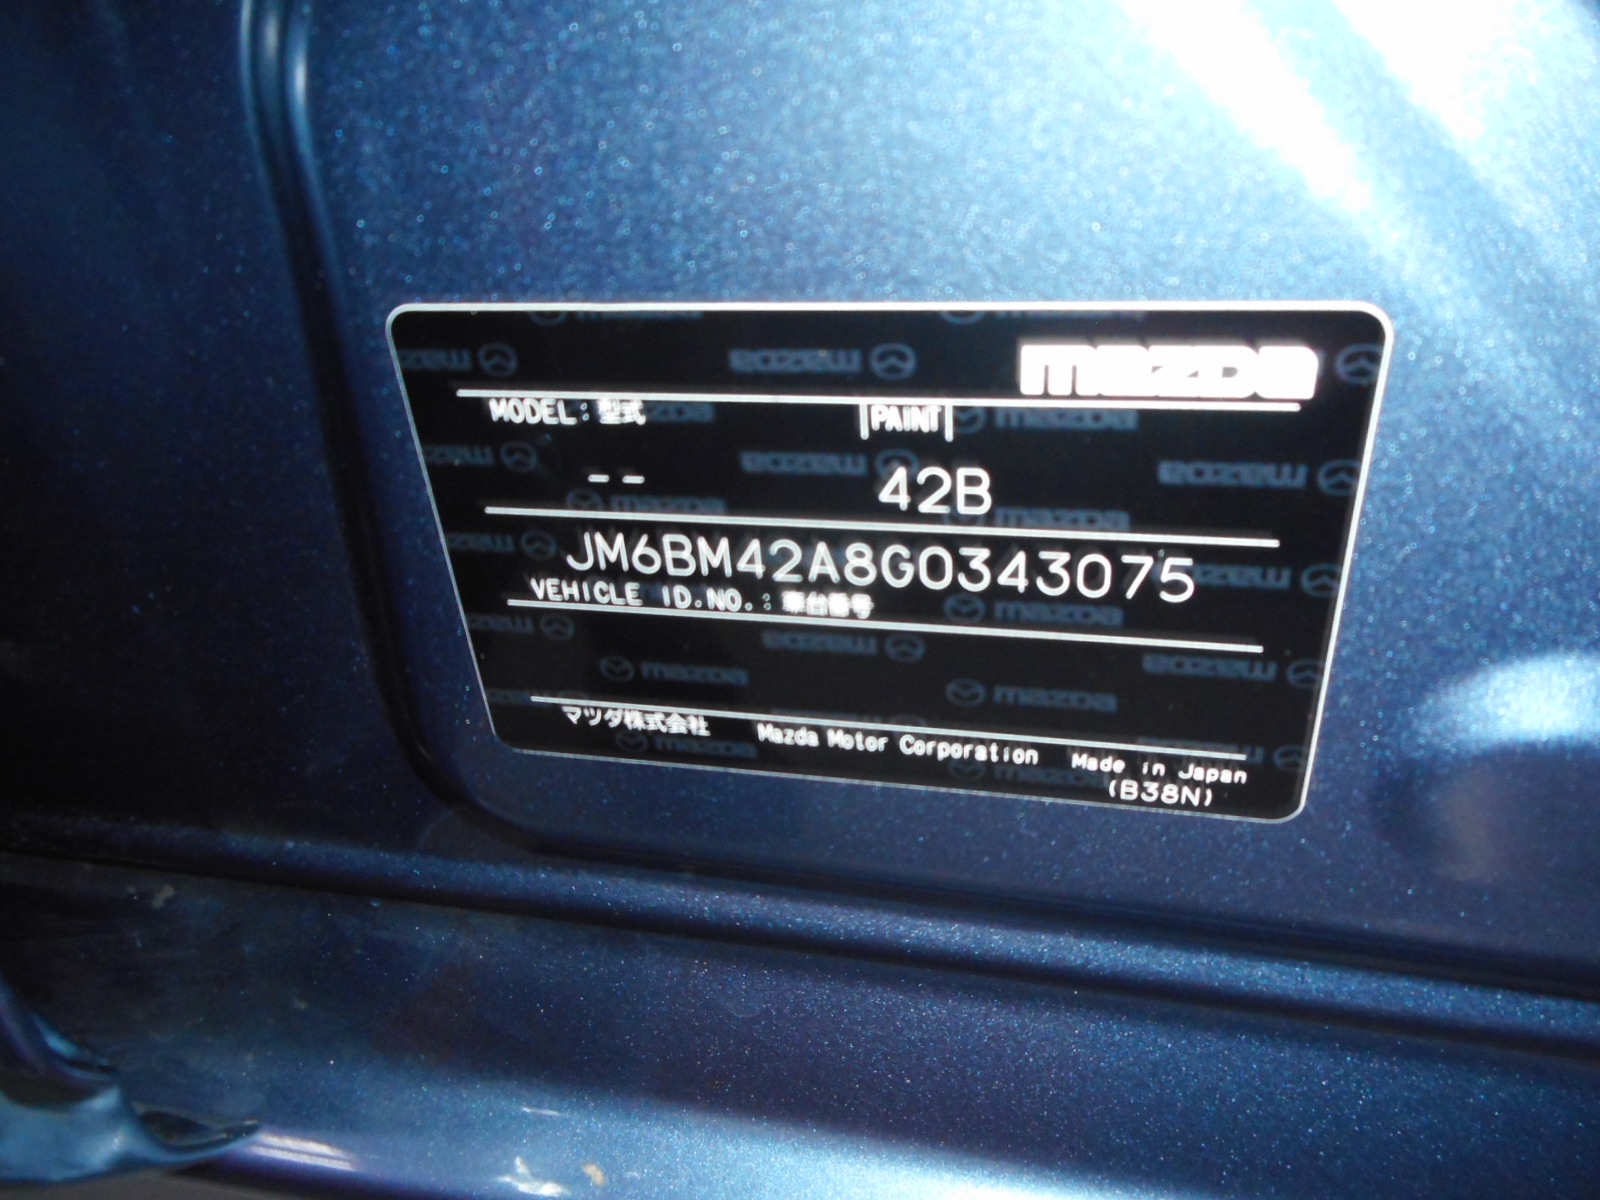 mazda
MODEL:型式 PAINT
-- 42B
JM6BM42A8G0343075
VEHICLE ID.NO.:車台番号
マツダ株式会社 Mazda Motor Corporation Made in Japan
(B38N)